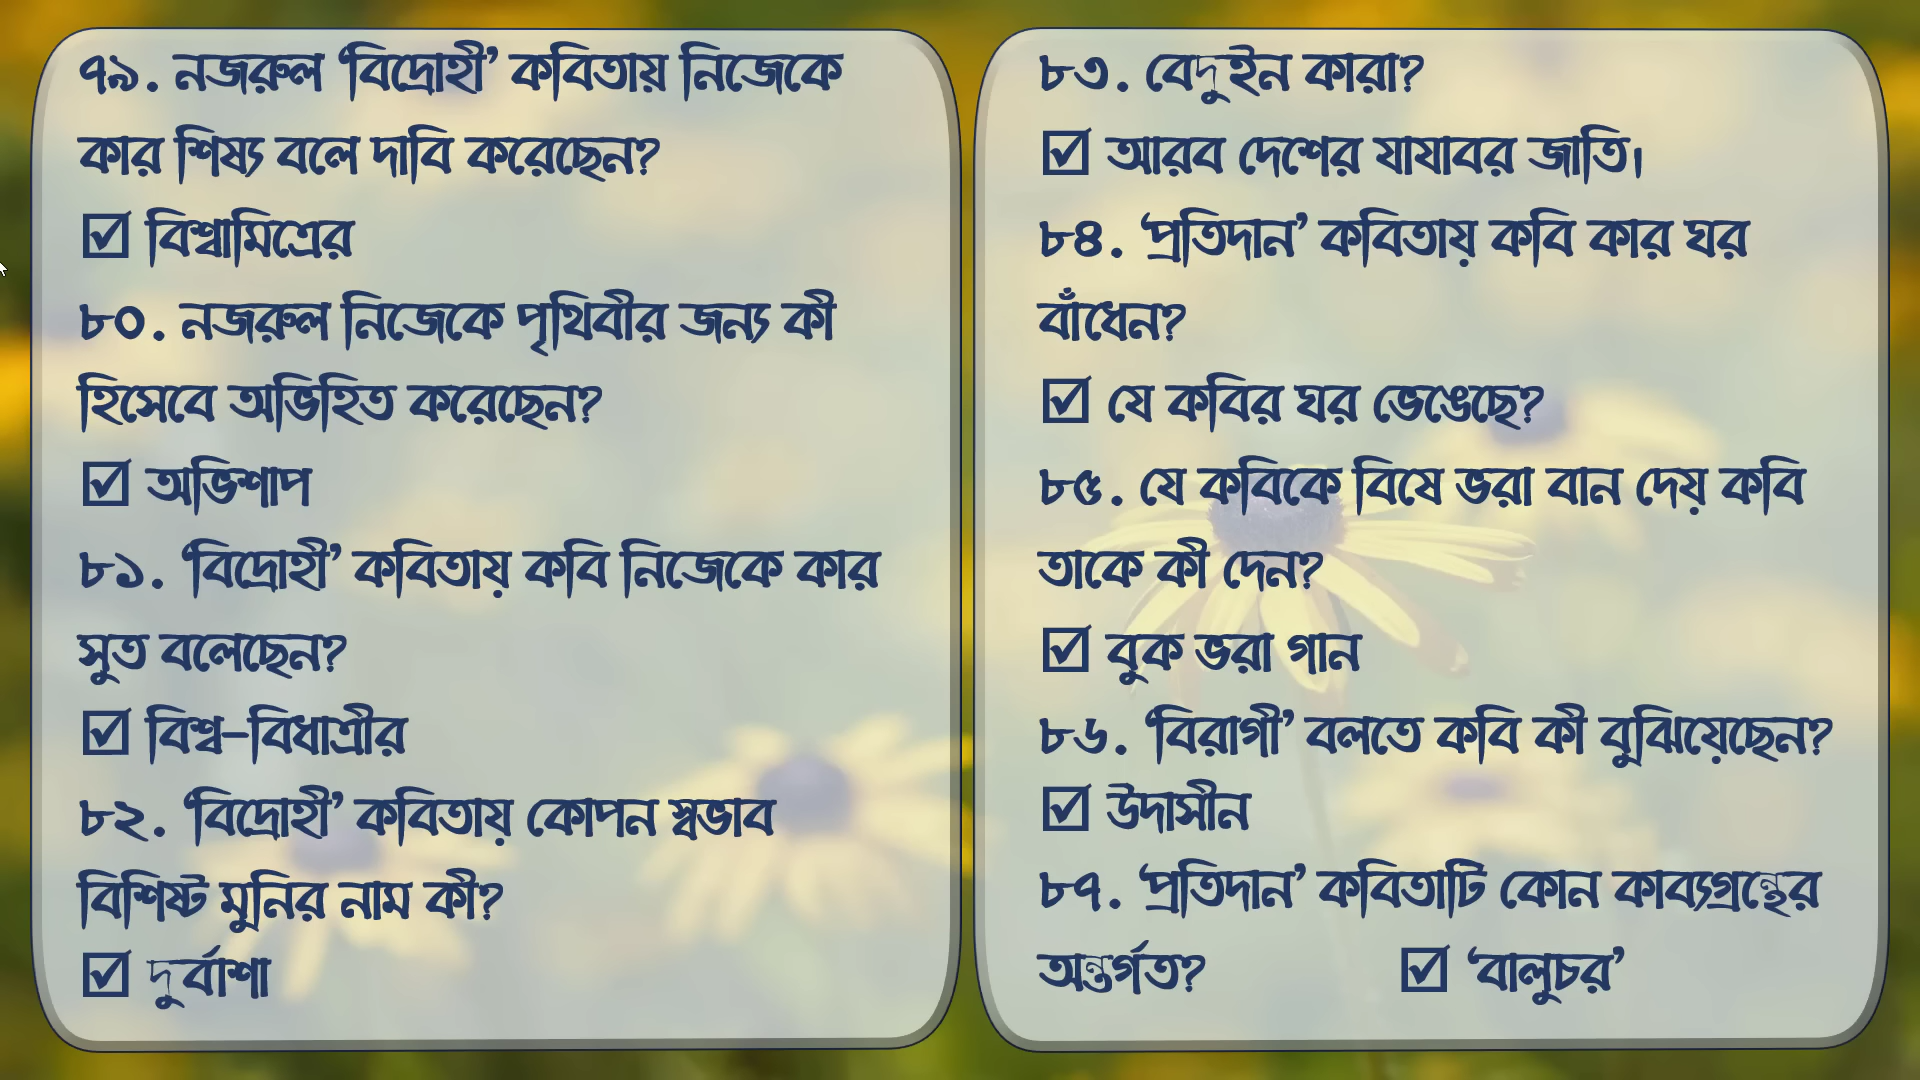 ৭৯. নজরুল ‘বিদ্রোহী’ কবিতায় নিজেকে
কার শিষ্য বলে দাবি করেছেন?
☑ বিশ্বামিত্রের
৮০. নজরুল নিজেকে পৃথিবীর জন্য কী
হিসেবে অভিহিত করেছেন?
☑ অভিশাপ
৮১. ‘বিদ্রোহী’ কবিতায় কবি নিজেকে কার
সুত বলেছেন?
☑ বিশ্ব-বিধাত্রীর
৮২. ‘বিদ্রোহী’ কবিতায় কোপন স্বভাব
বিশিষ্ট মুনির নাম কী?
☑ দুর্বাশা
৮৩. বেদুইন কারা?
☑ আরব দেশের যাযাবর জাতি।
৮৪. ‘প্রতিদান’ কবিতায় কবি কার ঘর
বাঁধেন?
☑ যে কবির ঘর ভেঙেছে?
৮৫. যে কবিকে বিষে ভরা বান দেয় কবি
তাকে কী দেন?
☑ বুক ভরা গান
৮৬. ‘বিরাগী’ বলতে কবি কী বুঝিয়েছেন?
☑ উদাসীন
৮৭. ‘প্রতিদান’ কবিতাটি কোন কাব্যগ্রন্থের
অন্তর্গত? ☑ ‘বালুচর’